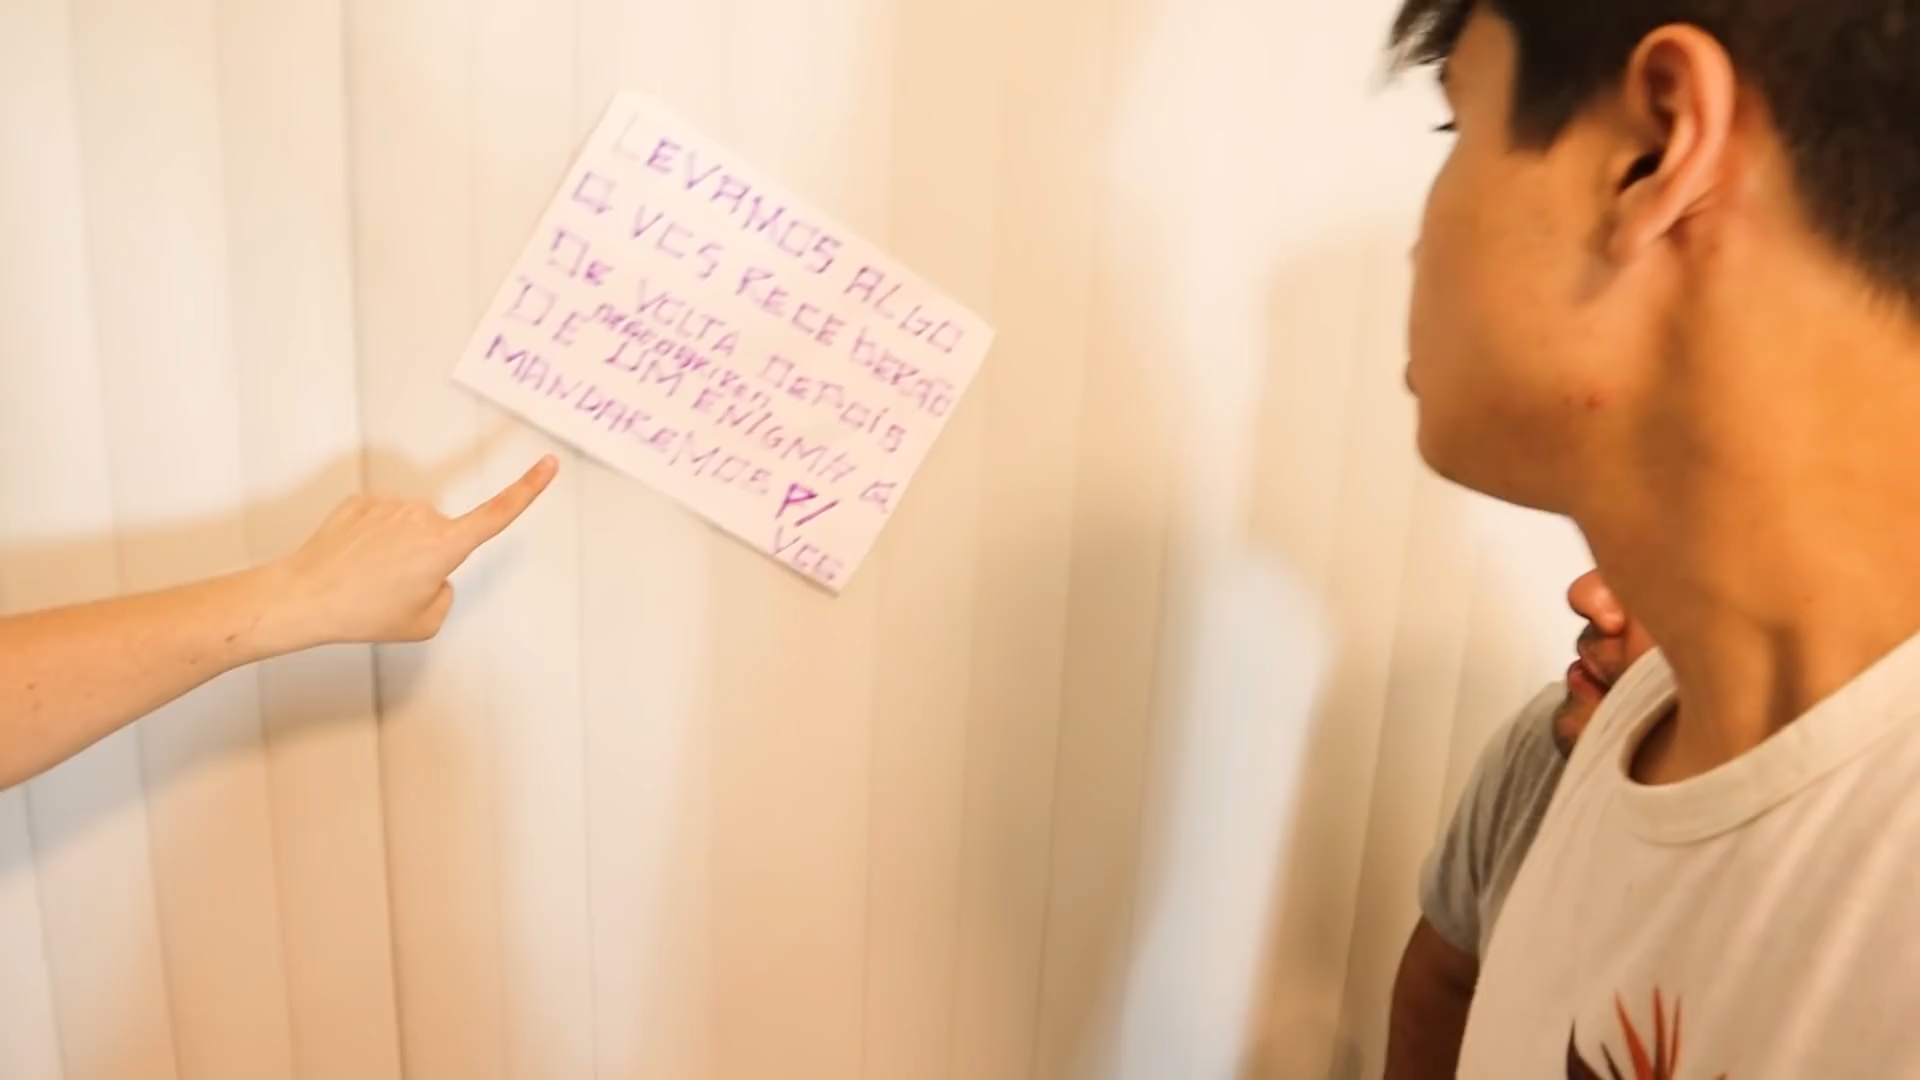 LEVAMOS ALGO
Q VCS RECEBERÃO
DE VOLTA DEPOIS
DE UM ENIGMA Q
MANDAREMOS P/
VCS